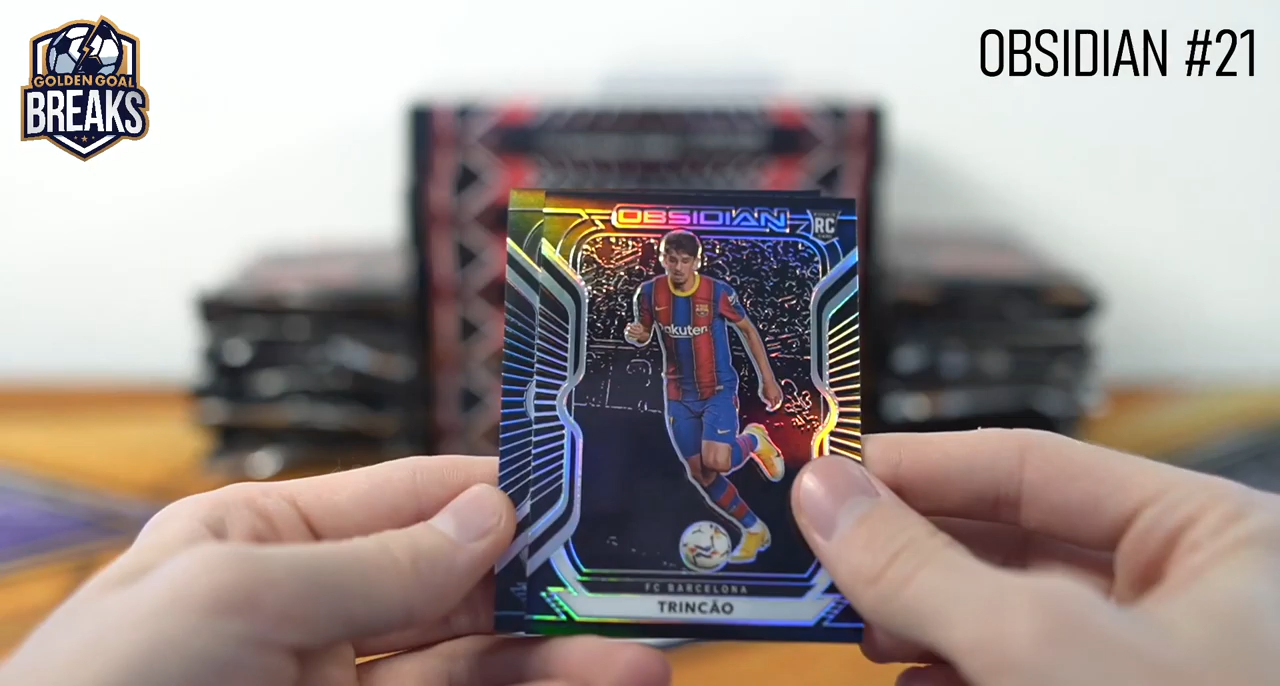 GOLDEN GOAL
BREAKS
OBSIDIAN #21
OBSIDIAN
RC
Rakuten
FC BARCELONA
TRINCÃO